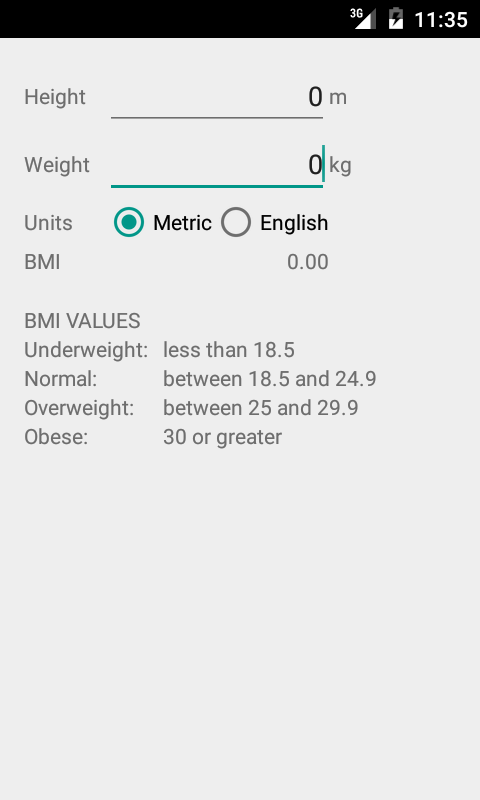 3G 11:35
Height 0 m
Weight 0 kg
Units Metric English
BMI 0.00
BMI VALUES
Underweight: less than 18.5
Normal: between 18.5 and 24.9
Overweight: between 25 and 29.9
Obese: 30 or greater